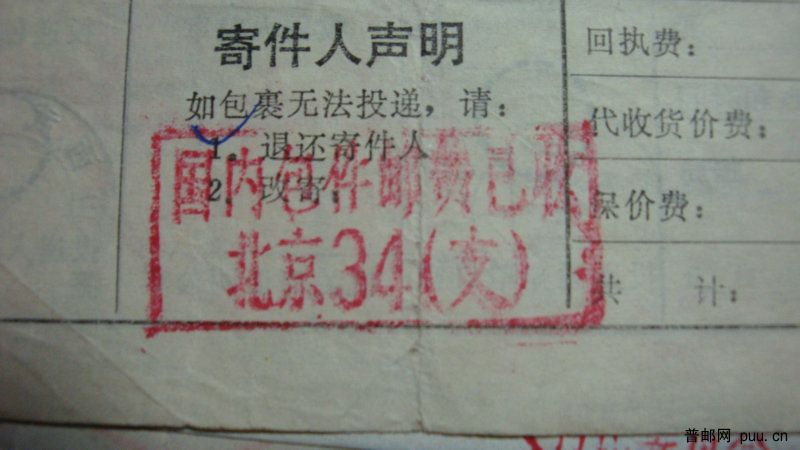 寄件人声明
如包裹无法投递，请：
1．退还寄件人
2．改寄：
国内包件邮费已收
北京34(支)
回执费：
代收货价费：
保价费：
共 计：
普邮网 puu.cn